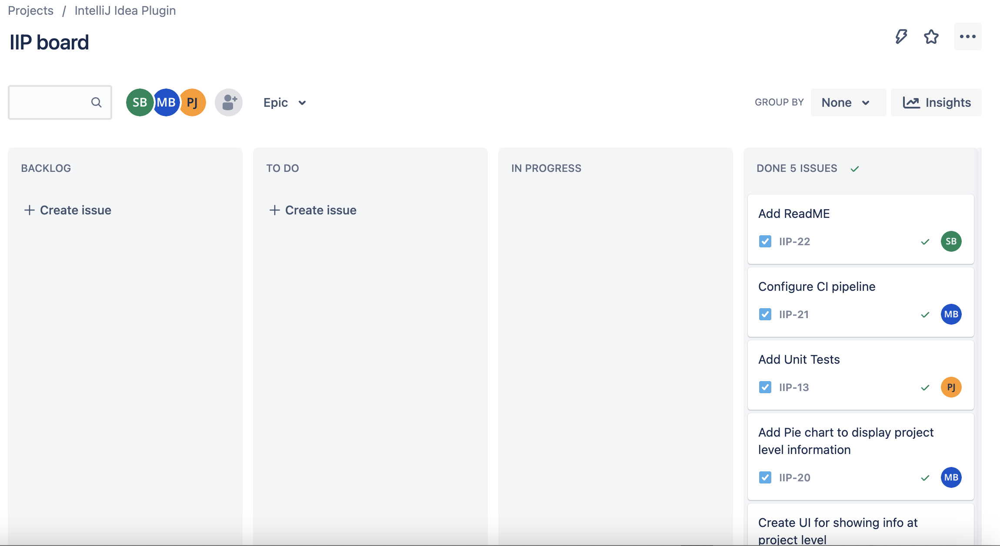 Projects / IntelliJ Idea Plugin
IIP board
SB MB PJ
Epic
GROUP BY None Insights
BACKLOG
Create issue
TO DO
Create issue
IN PROGRESS
DONE 5 ISSUES
Add ReadME
IIP-22 SB
Configure CI pipeline
IIP-21 MB
Add Unit Tests
IIP-13 PJ
Add Pie chart to display project
level information
IIP-20 MB
Create UI for showing info at
project level